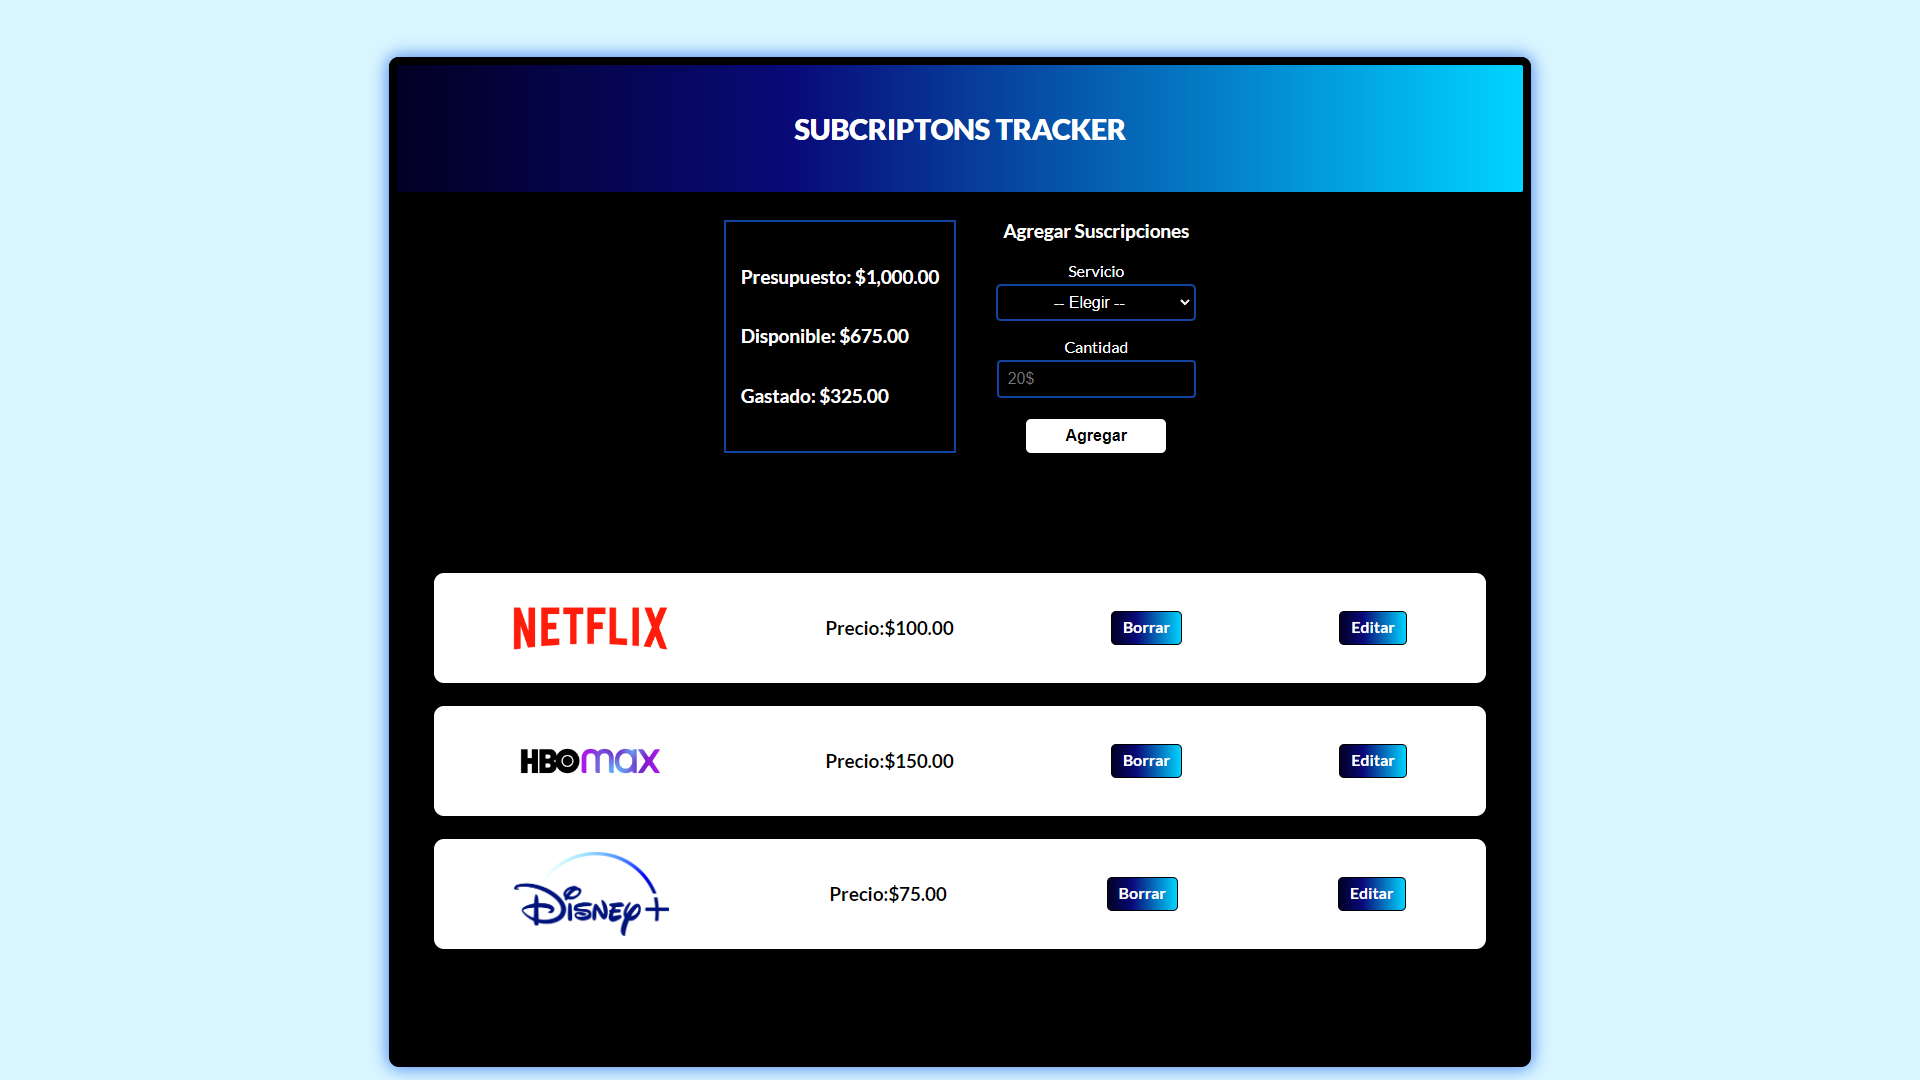 SUBCRIPTONS TRACKER
Presupuesto: $1,000.00
Disponible: $675.00
Gastado: $325.00
Agregar Suscripciones
Servicio
-- Elegir --
Cantidad
20$
Agregar
NETFLIX
Precio:$100.00
Borrar
Editar
HBOmax
Precio:$150.00
Borrar
Editar
Disney+
Precio:$75.00
Borrar
Editar